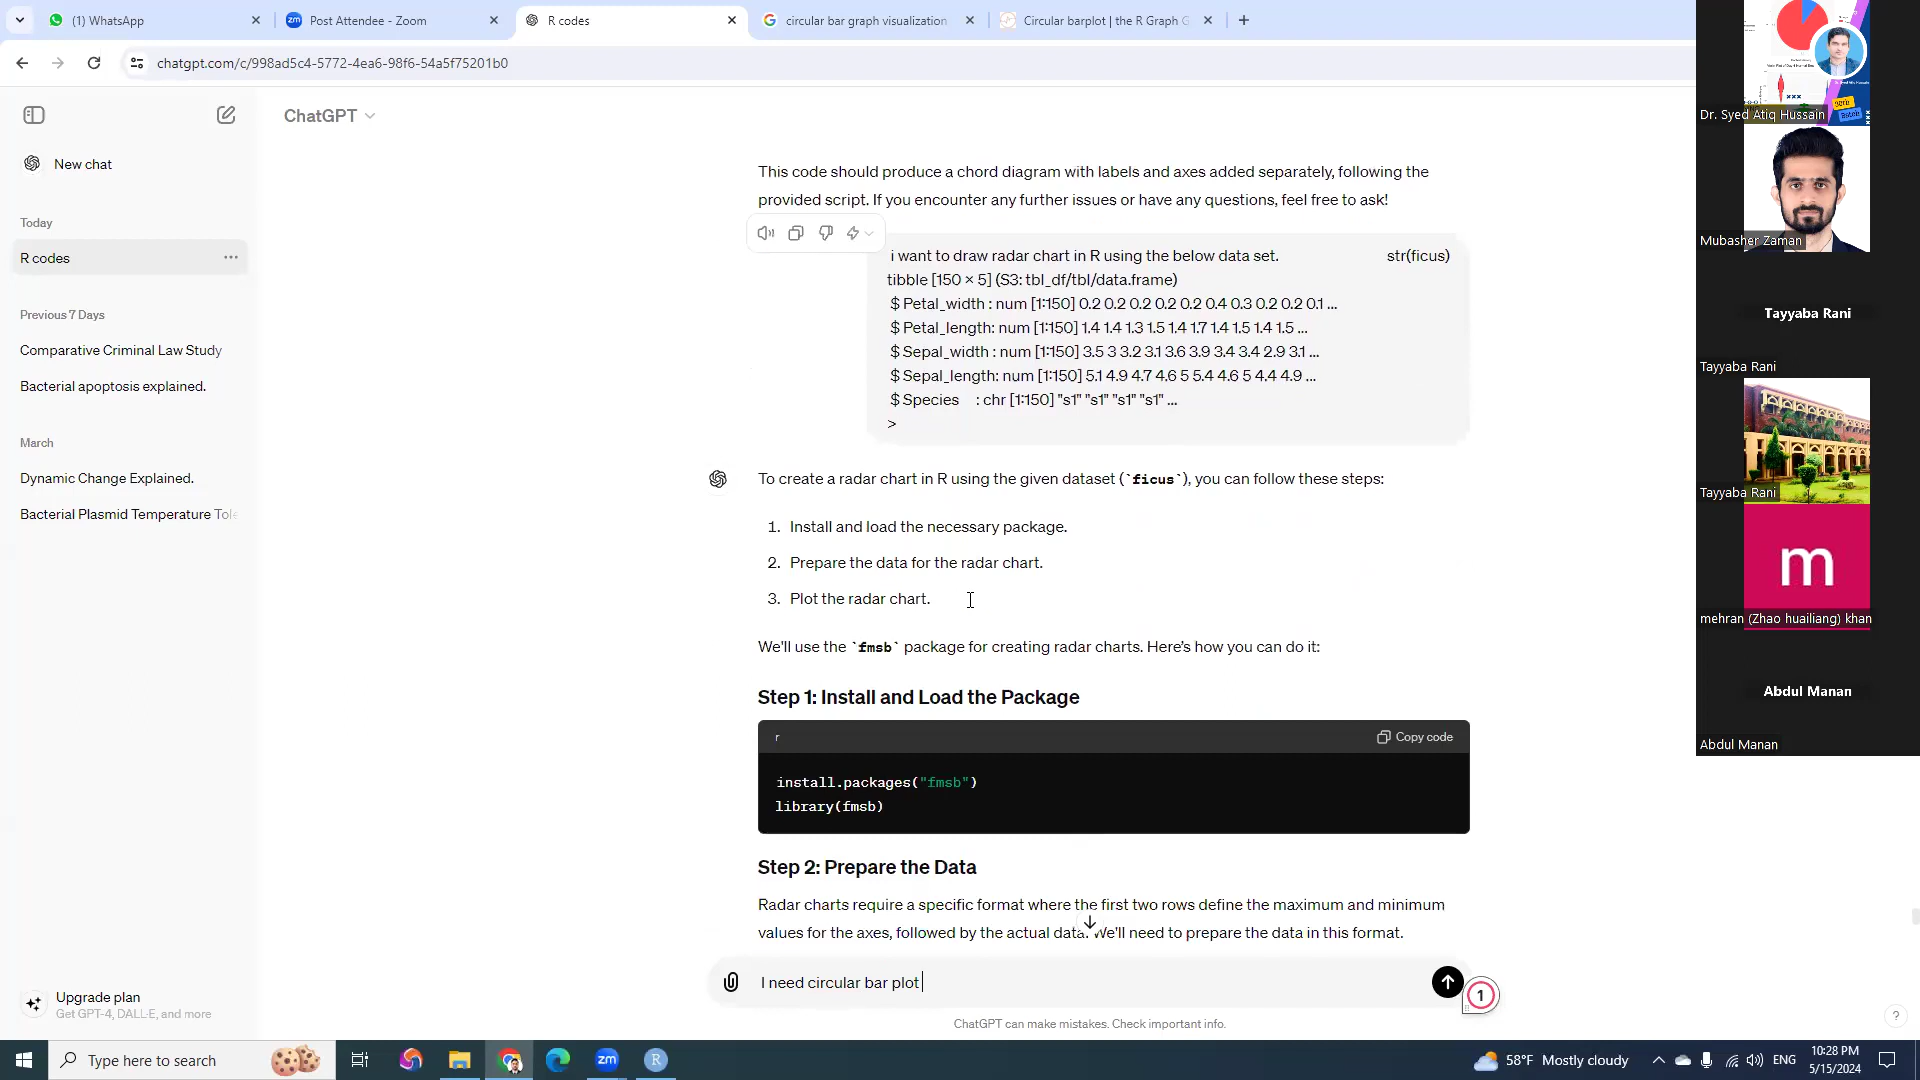 (1) WhatsApp
Post Attendee - Zoom
R codes
circular bar graph visualization
Circular barplot | the R Graph G
chatgpt.com/c/998ad5c4-5772-4ea6-98f6-54a5f75201b0
ChatGPT
New chat
Today
R codes
Previous 7 Days
Comparative Criminal Law Study
Bacterial apoptosis explained.
March
Dynamic Change Explained.
Bacterial Plasmid Temperature Tole
Upgrade plan
Get GPT-4, DALL·E, and more
This code should produce a chord diagram with labels and axes added separately, following the
provided script. If you encounter any further issues or have any questions, feel free to ask!
i want to draw radar chart in R using the below data set. str(ficus)
tibble [150 × 5] (S3: tbl_df/tbl/data.frame)
$ Petal_width : num [1:150] 0.2 0.2 0.2 0.2 0.2 0.4 0.3 0.2 0.2 0.1 ...
$ Petal_length: num [1:150] 1.4 1.4 1.3 1.5 1.4 1.7 1.4 1.5 1.4 1.5 ...
$ Sepal_width : num [1:150] 3.5 3 3.2 3.1 3.6 3.9 3.4 3.4 2.9 3.1 ...
$ Sepal_length: num [1:150] 5.1 4.9 4.7 4.6 5 5.4 4.6 5 4.4 4.9 ...
$ Species : chr [1:150] "s1" "s1" "s1" "s1" ...
>
To create a radar chart in R using the given dataset (`ficus`), you can follow these steps:
1. Install and load the necessary package.
2. Prepare the data for the radar chart.
3. Plot the radar chart.
We'll use the `fmsb` package for creating radar charts. Here's how you can do it:
Step 1: Install and Load the Package
r
Copy code
install.packages("fmsb")
library(fmsb)
Step 2: Prepare the Data
Radar charts require a specific format where the first two rows define the maximum and minimum
values for the axes, followed by the actual data. We'll need to prepare the data in this format.
I need circular bar plot
1
ChatGPT can make mistakes. Check important info.
?
Dr. Syed Atiq Hussain
Mubasher Zaman
Tayyaba Rani
Tayyaba Rani
Tayyaba Rani
m
mehran (Zhao huailiang) khan
Abdul Manan
Abdul Manan
Type here to search
zm
R
58°F Mostly cloudy
ENG
10:28 PM
5/15/2024